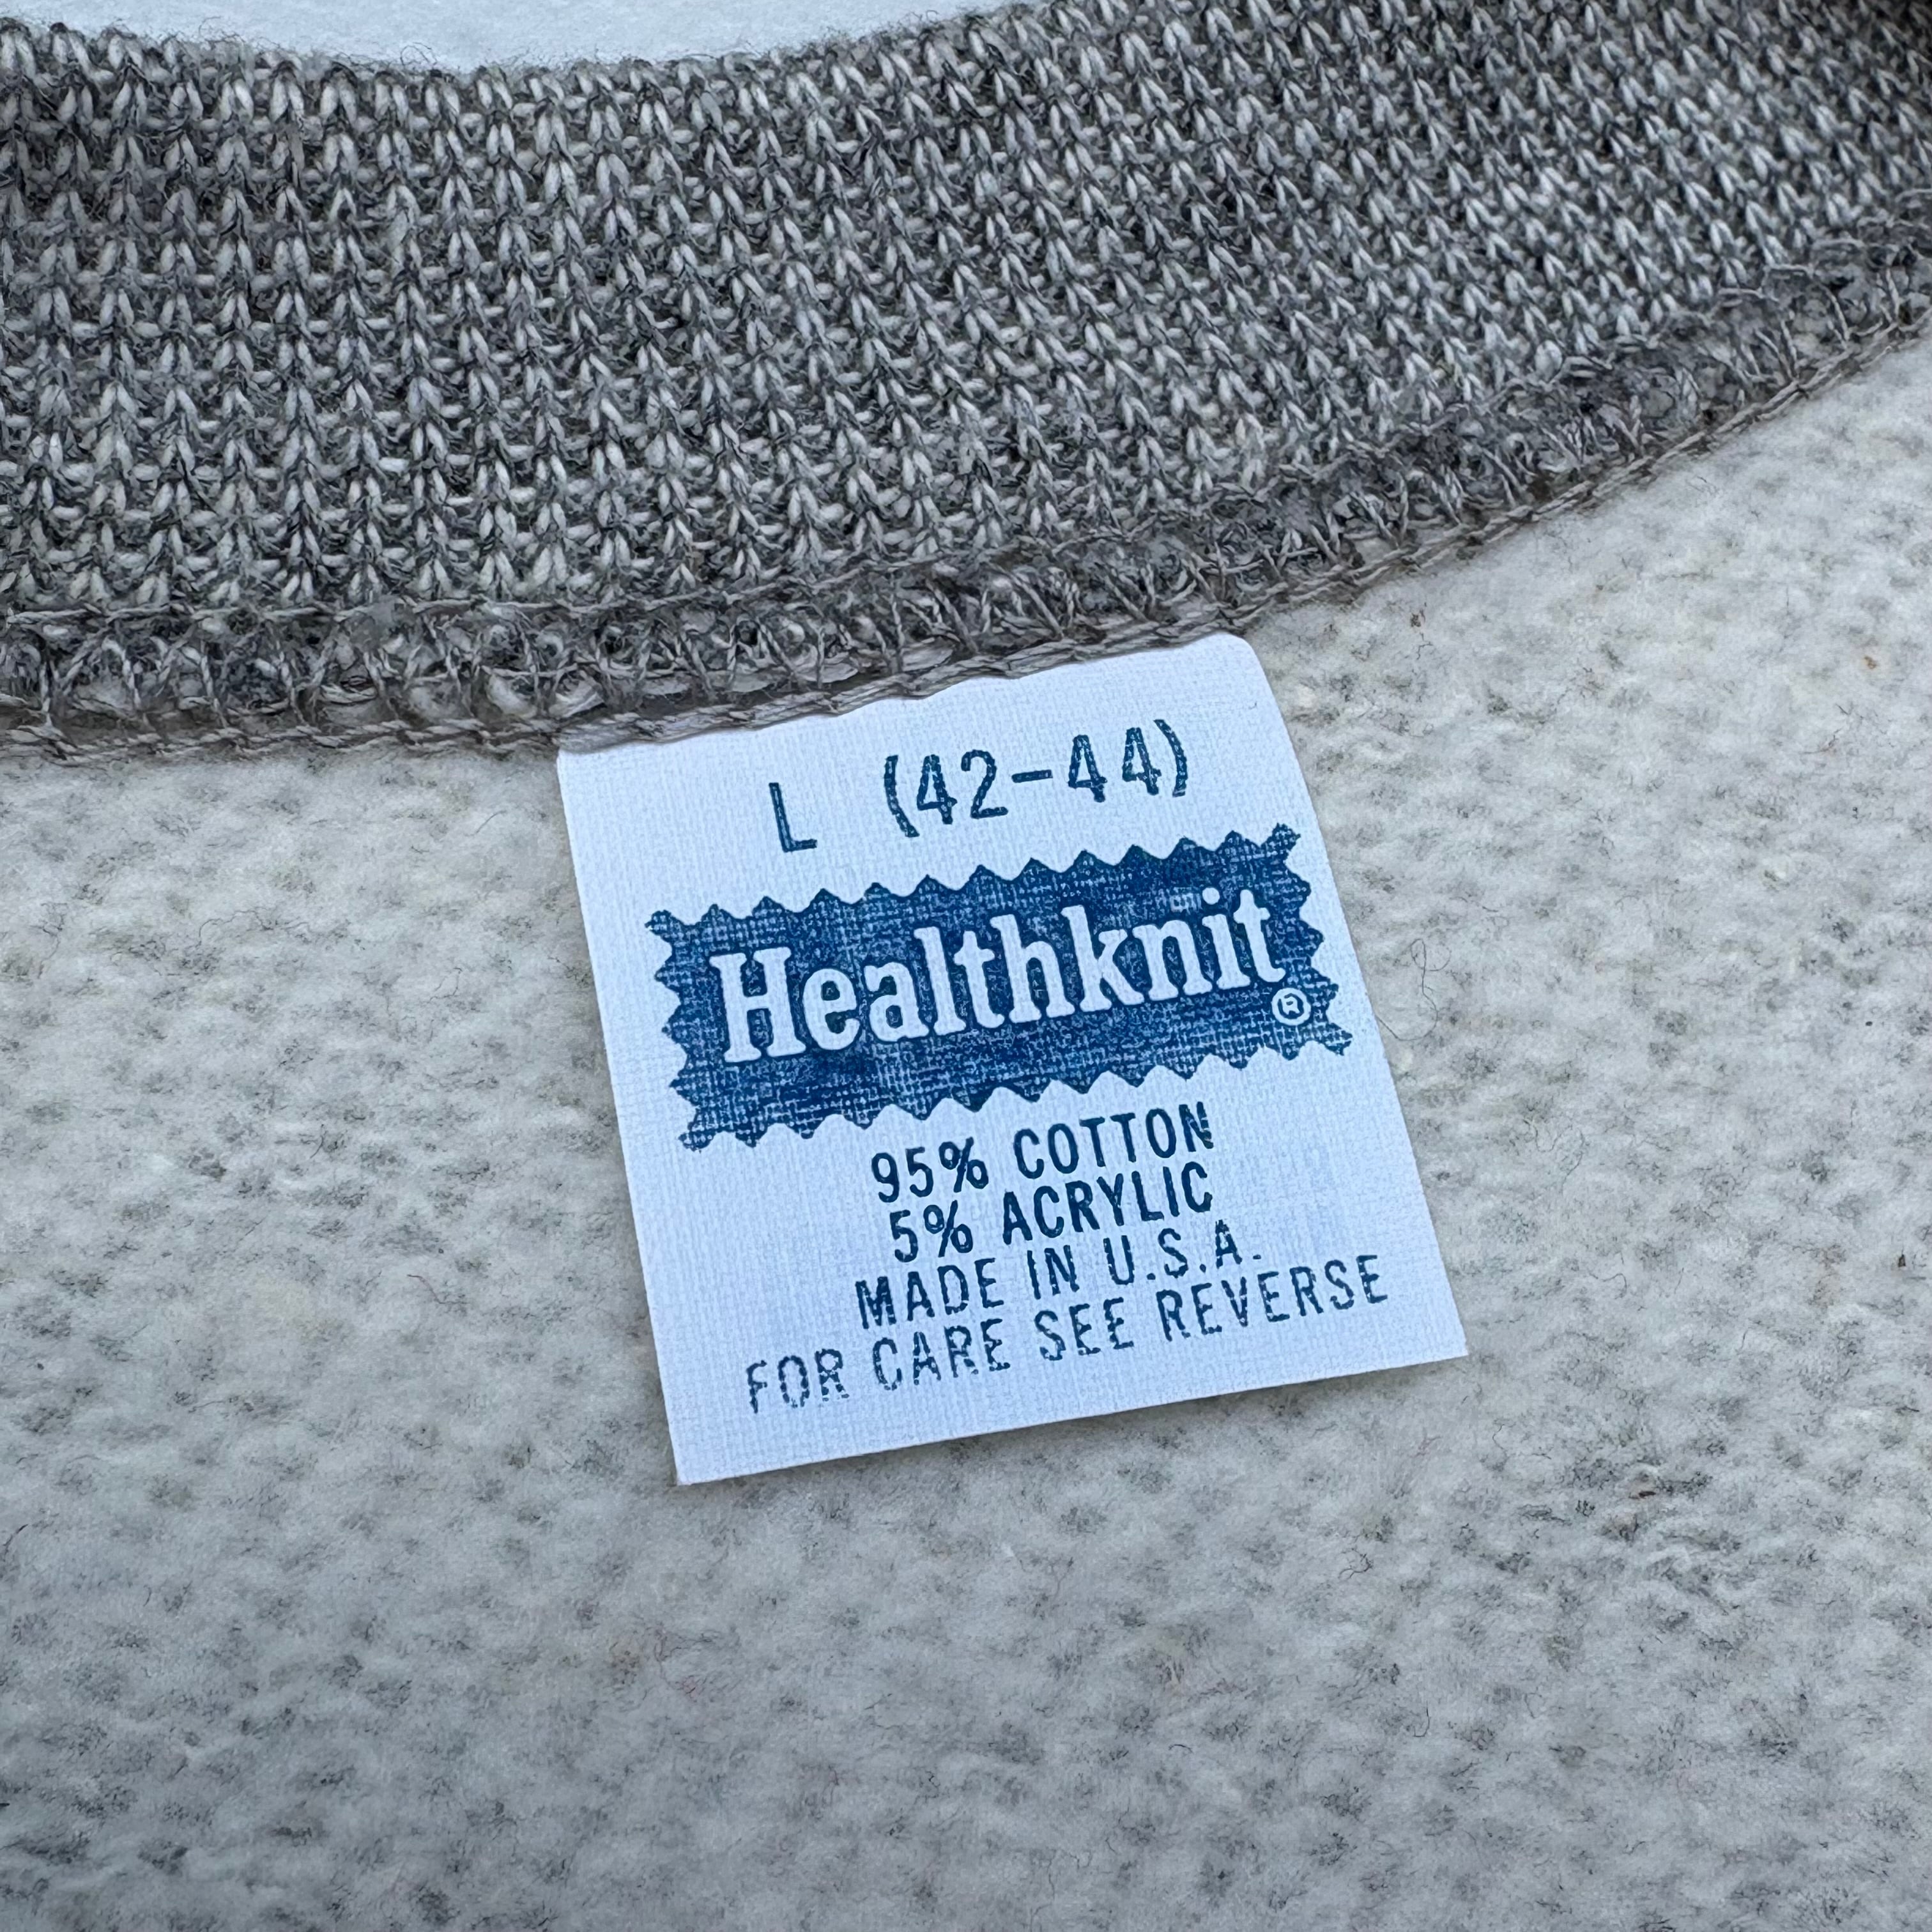 L (42-44)
Healthknit®
95% COTTON
5% ACRYLIC
MADE IN U.S.A.
FOR CARE SEE REVERSE